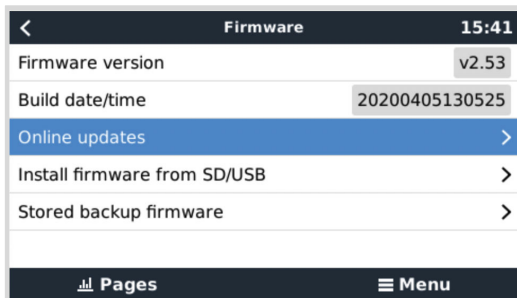 Firmware 15:41
Firmware version v2.53
Build date/time 20200405130525
Online updates
Install firmware from SD/USB
Stored backup firmware
Pages Menu